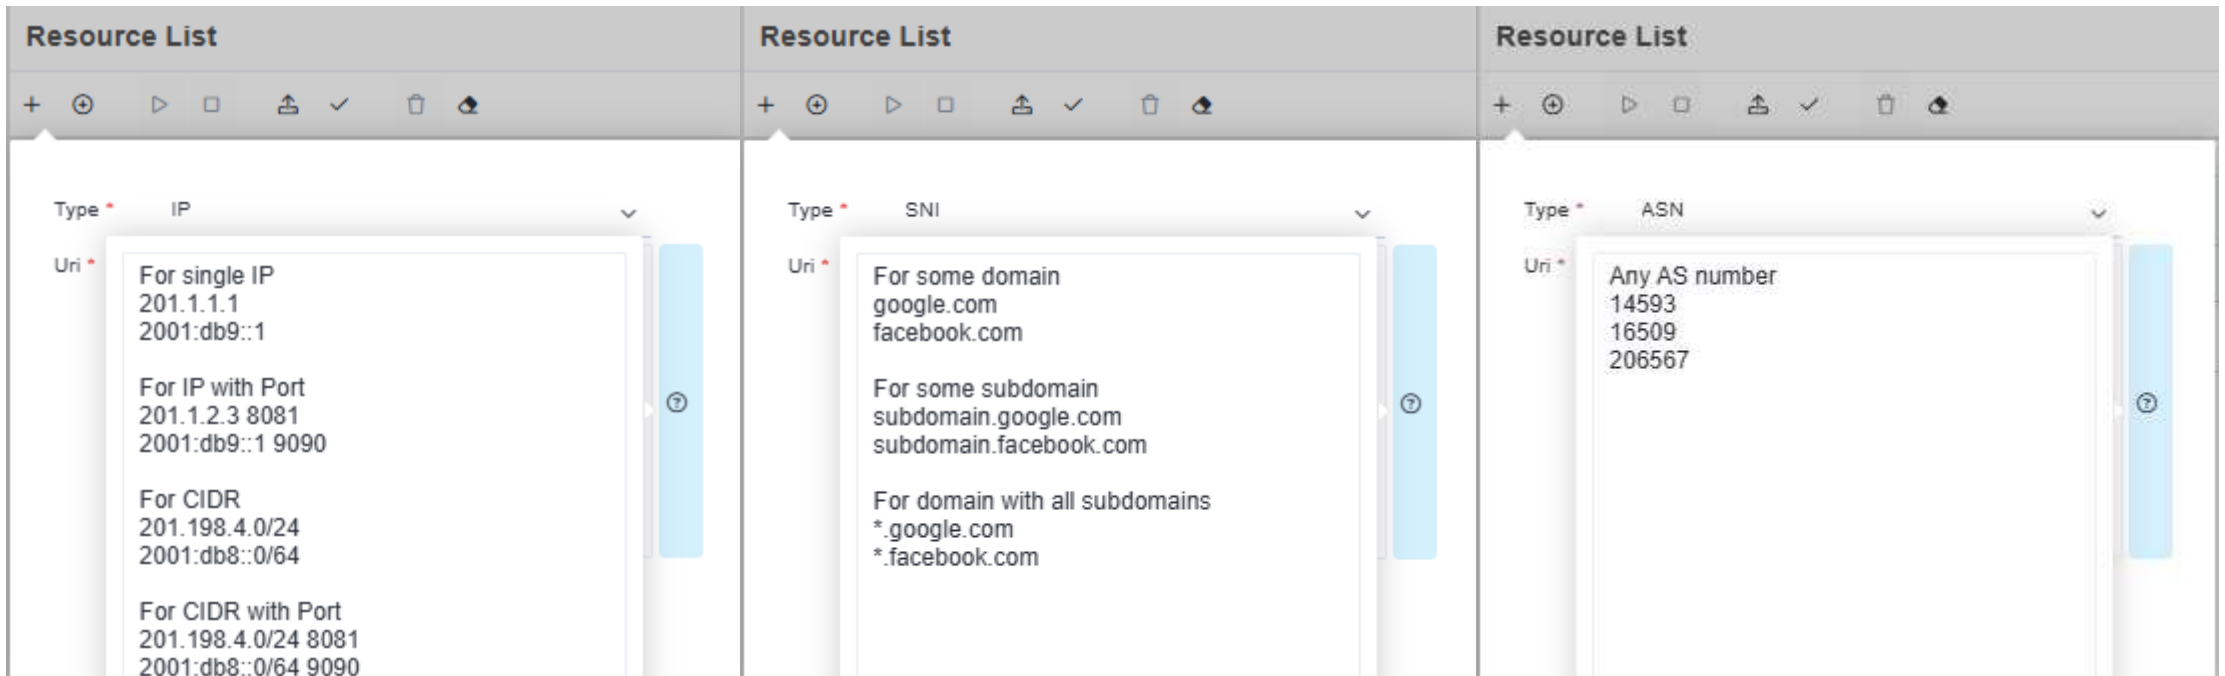 Resource List
Type * IP
Uri *
For single IP
201.1.1.1
2001:db9::1
For IP with Port
201.1.2.3 8081
2001:db9::1 9090
For CIDR
201.198.4.0/24
2001:db8::0/64
For CIDR with Port
201.198.4.0/24 8081
2001:db8::0/64 9090
Resource List
Type * SNI
Uri *
For some domain
google.com
facebook.com
For some subdomain
subdomain.google.com
subdomain.facebook.com
For domain with all subdomains
*.google.com
*.facebook.com
Resource List
Type * ASN
Uri *
Any AS number
14593
16509
206567